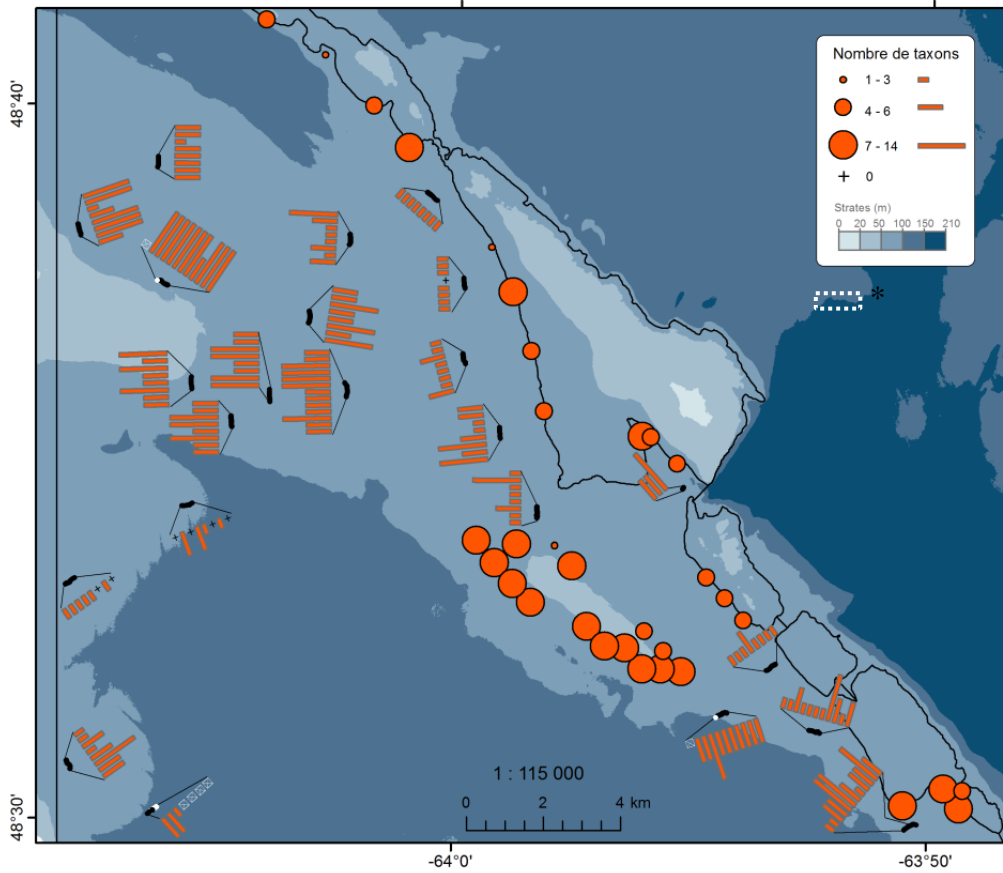 Nombre de taxons
1 - 3
4 - 6
7 - 14
+ 0
Strates (m)
0 20 50 100 150 210
*
48°40'
48°30'
1 : 115 000
0 2 4 km
-64°0'
-63°50'